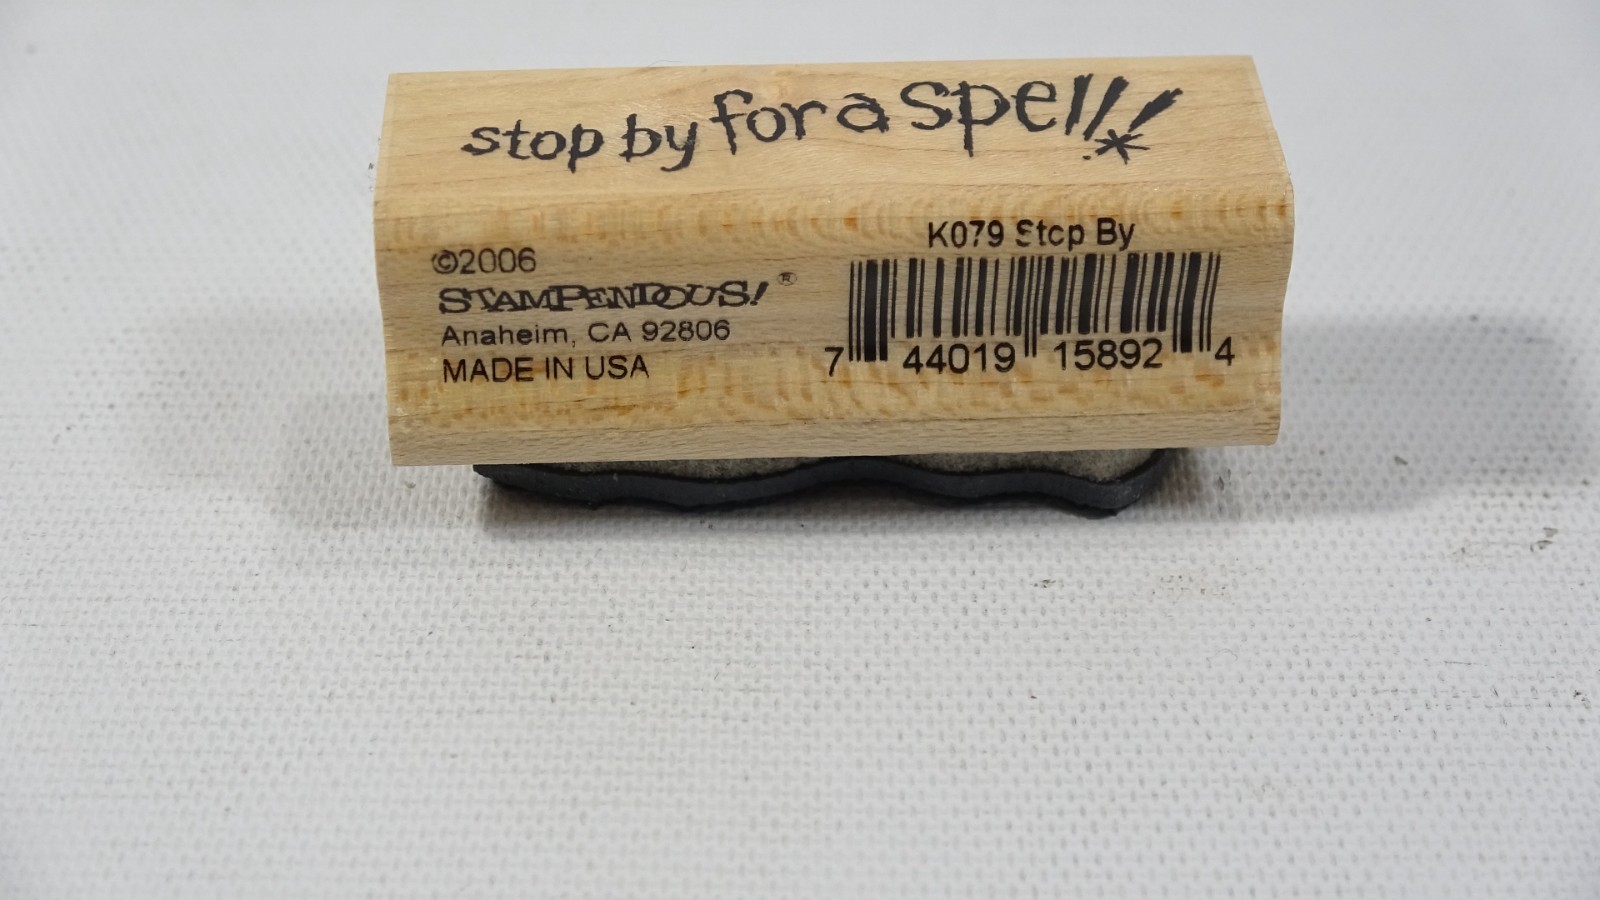 stop by for a spell!
©2006
STAMPENDOUS!®
Anaheim, CA 92806
MADE IN USA
K079 Stop By
7 44019 15892 4